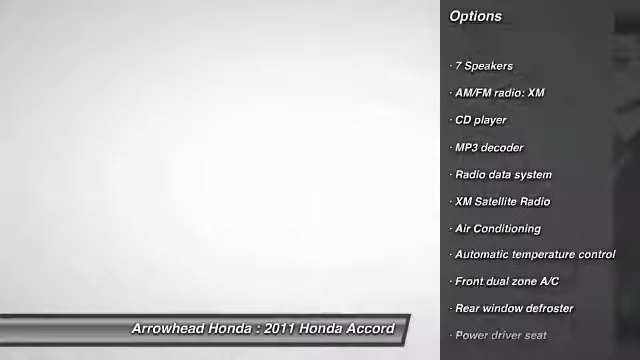 Options
· 7 Speakers
· AM/FM radio: XM
· CD player
· MP3 decoder
· Radio data system
· XM Satellite Radio
· Air Conditioning
· Automatic temperature control
· Front dual zone A/C
· Rear window defroster
· Power driver seat
Arrowhead Honda : 2011 Honda Accord